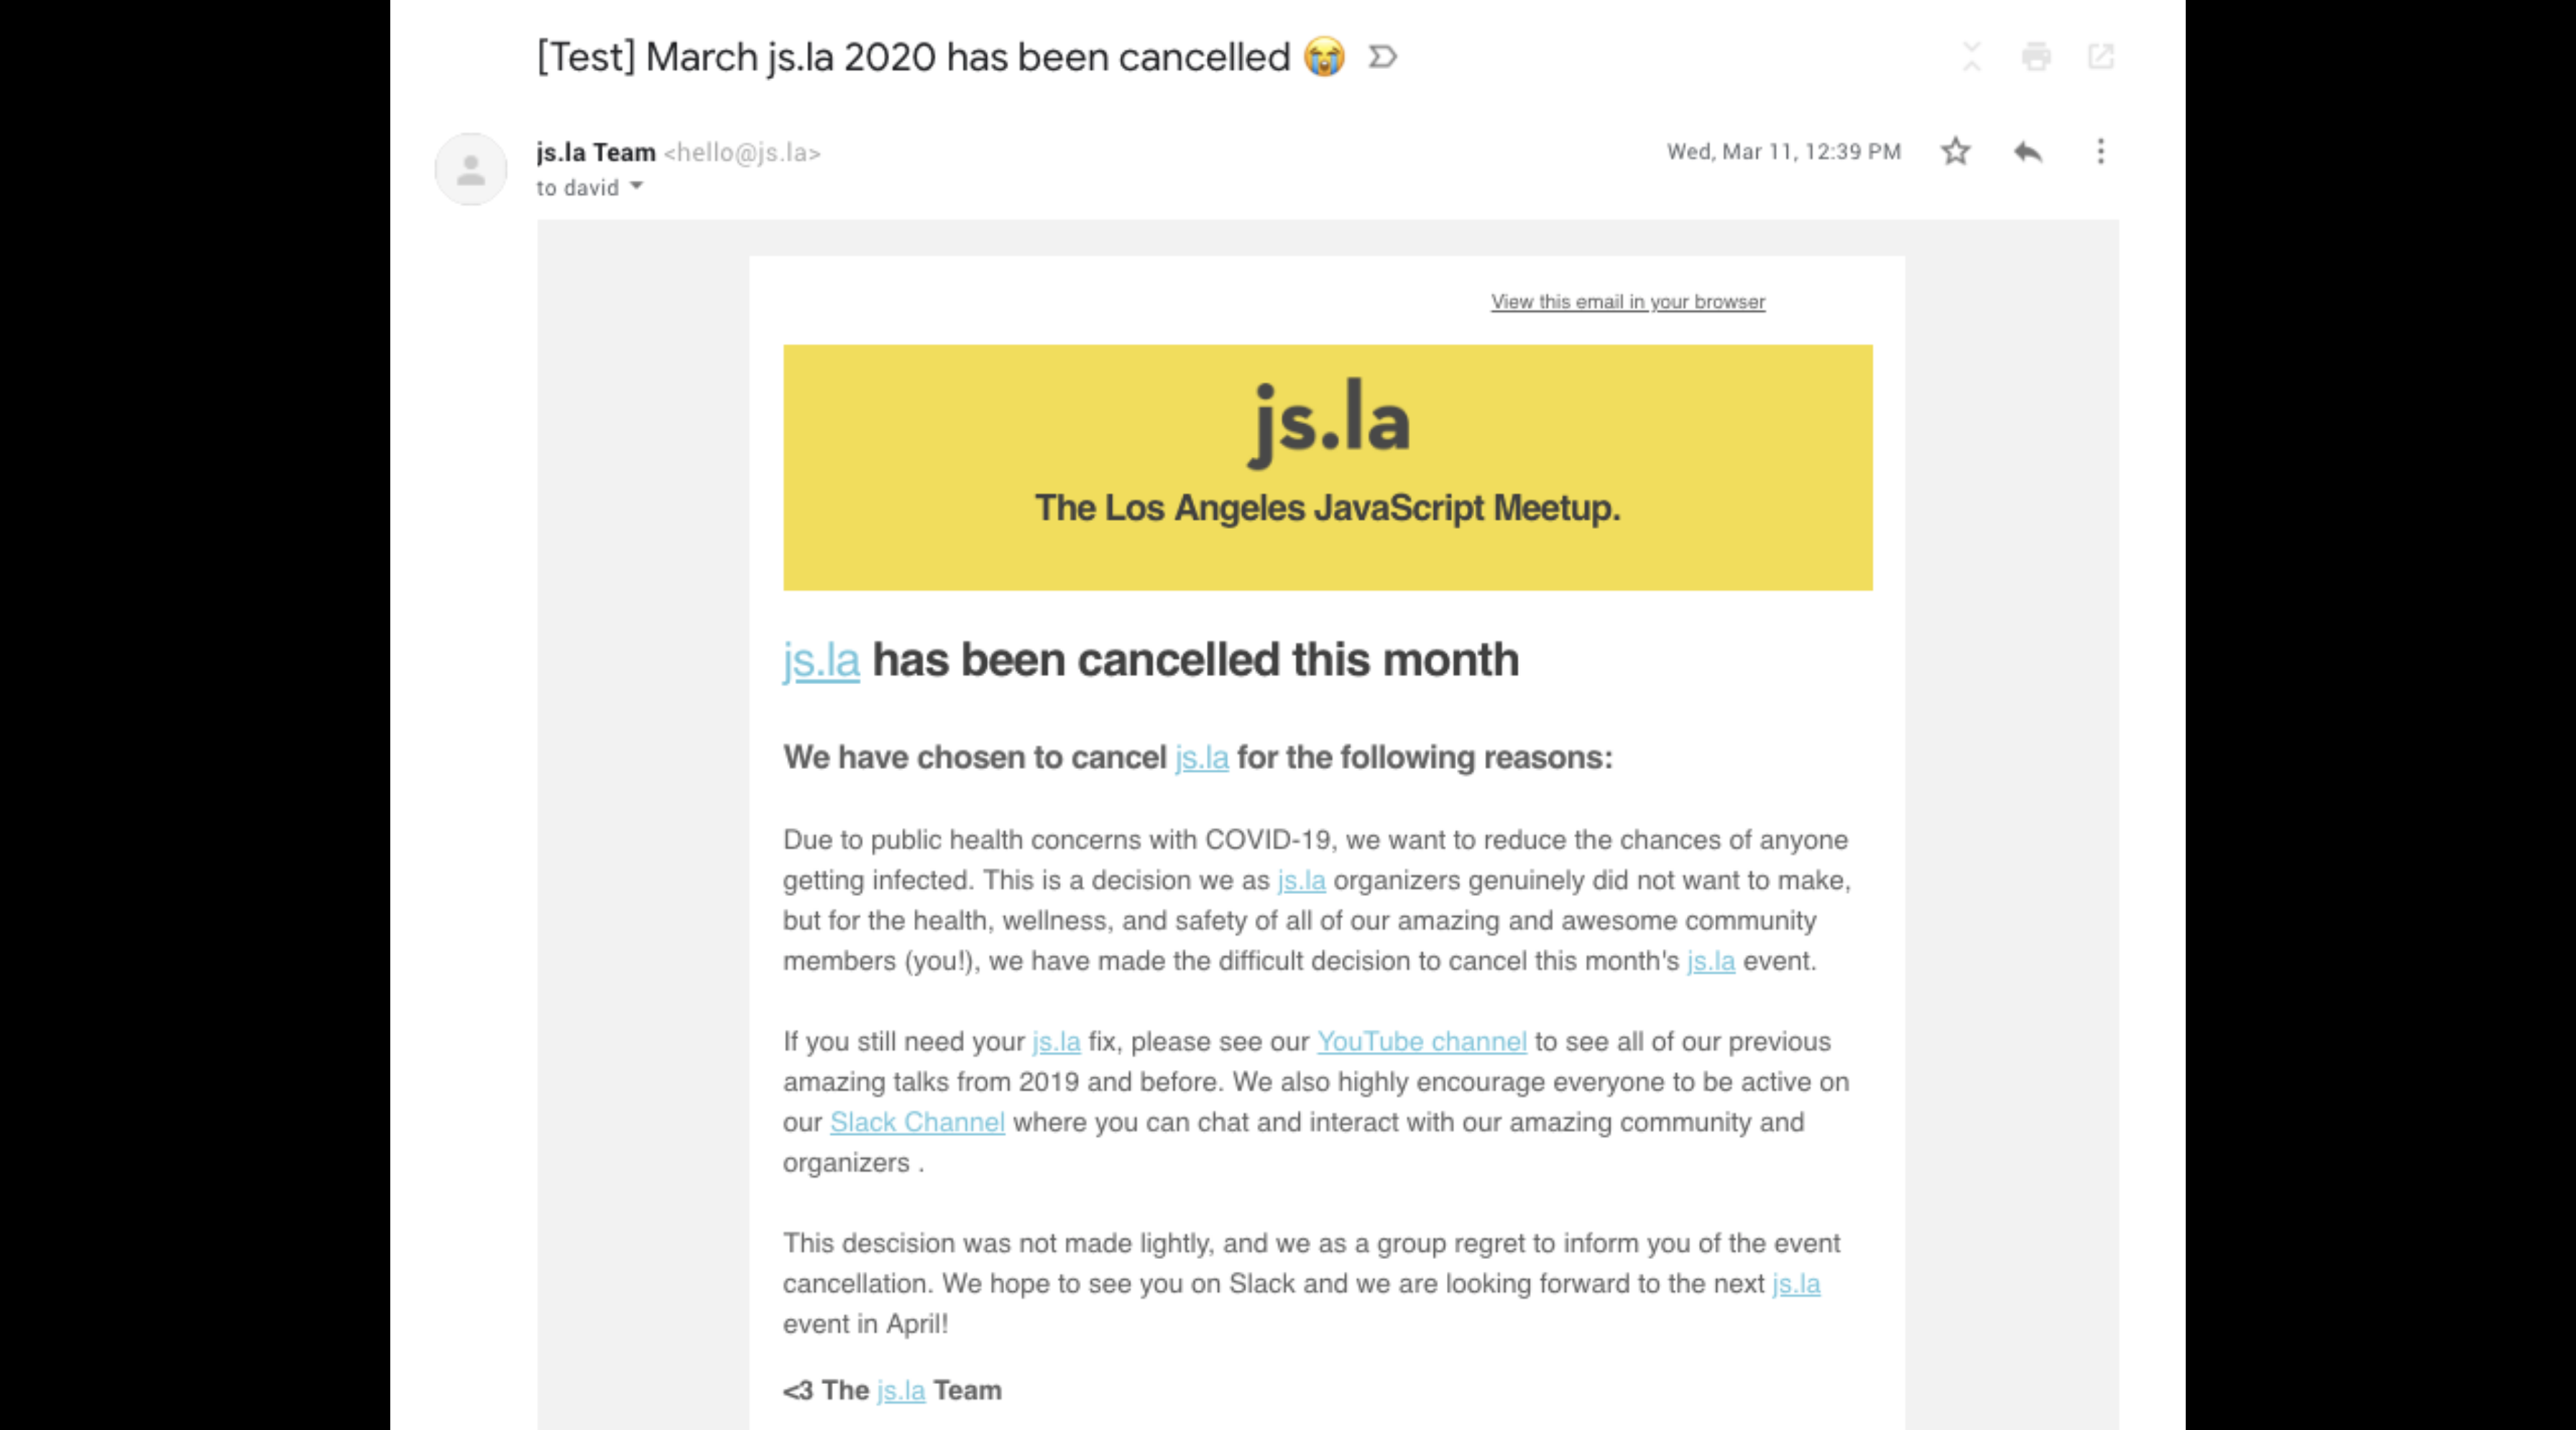 [Test] March js.la 2020 has been cancelled 😭
js.la Team <hello@js.la>
Wed, Mar 11, 12:39 PM
to david
View this email in your browser
js.la
The Los Angeles JavaScript Meetup.
js.la has been cancelled this month
We have chosen to cancel js.la for the following reasons:
Due to public health concerns with COVID-19, we want to reduce the chances of anyone
getting infected. This is a decision we as js.la organizers genuinely did not want to make,
but for the health, wellness, and safety of all of our amazing and awesome community
members (you!), we have made the difficult decision to cancel this month's js.la event.
If you still need your js.la fix, please see our YouTube channel to see all of our previous
amazing talks from 2019 and before. We also highly encourage everyone to be active on
our Slack Channel where you can chat and interact with our amazing community and
organizers .
This descision was not made lightly, and we as a group regret to inform you of the event
cancellation. We hope to see you on Slack and we are looking forward to the next js.la
event in April!
<3 The js.la Team